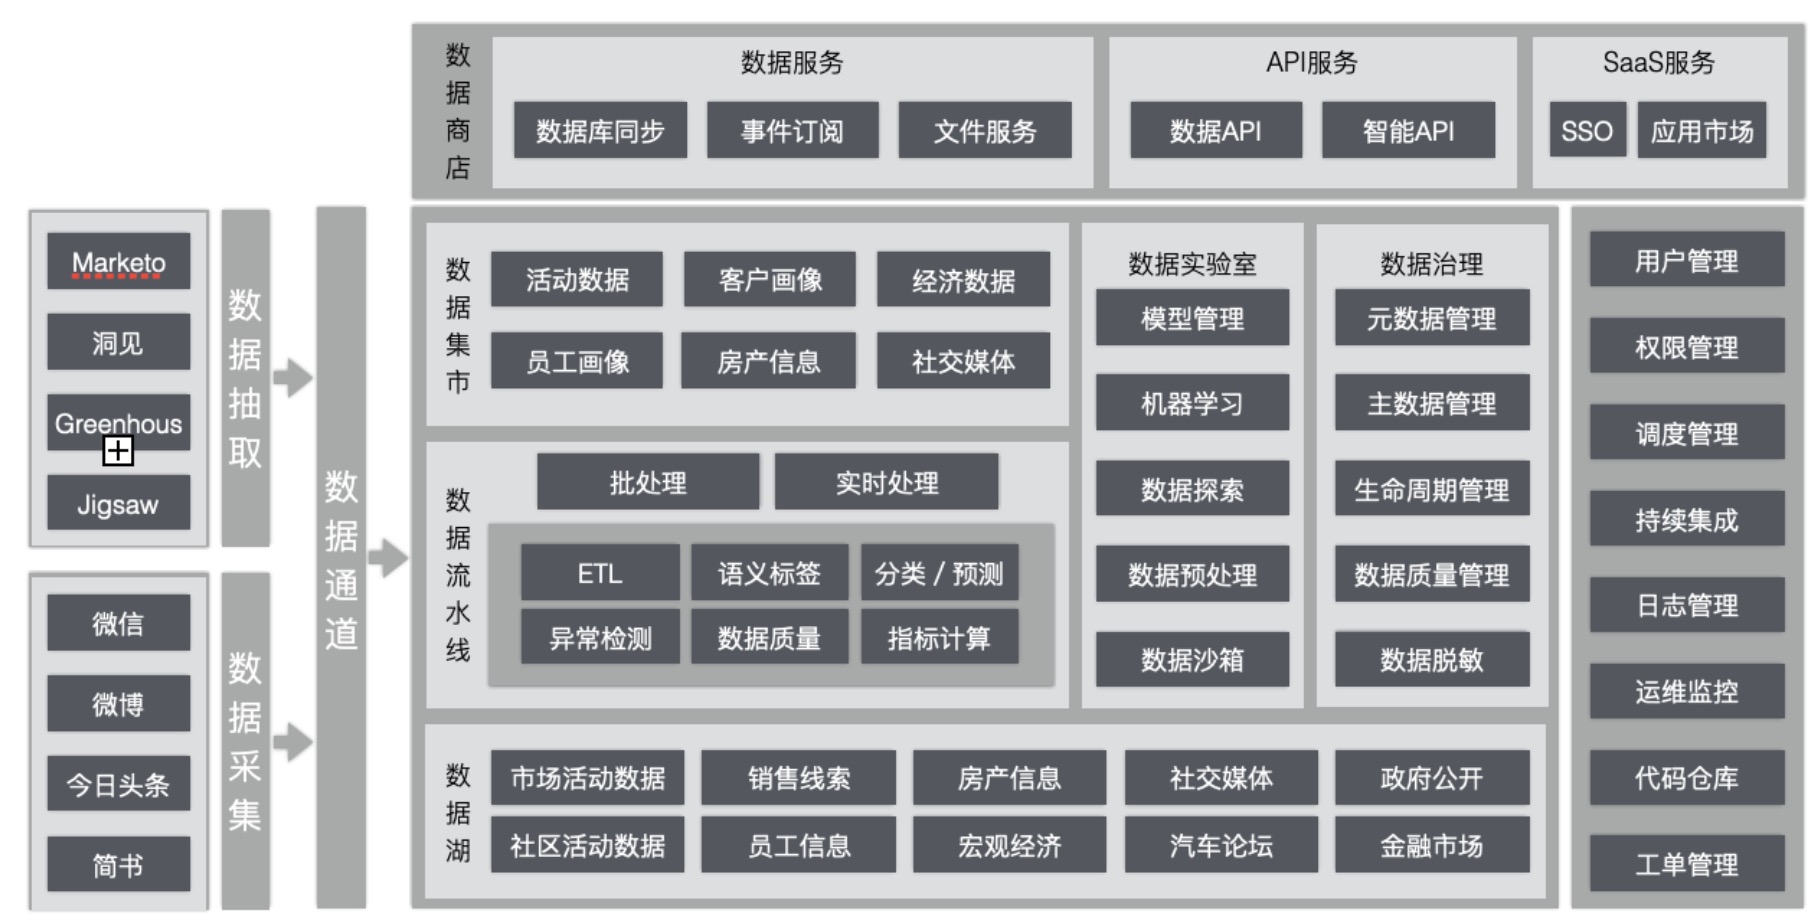 数据商店
数据服务
数据库同步
事件订阅
文件服务
API服务
数据API
智能API
SaaS服务
SSO
应用市场
Marketo
洞见
Greenhous
Jigsaw
数据抽取
微信
微博
今日头条
简书
数据采集
数据通道
数据集市
活动数据
客户画像
经济数据
员工画像
房产信息
社交媒体
数据流水线
批处理
实时处理
ETL
语义标签
分类 / 预测
异常检测
数据质量
指标计算
数据实验室
模型管理
机器学习
数据探索
数据预处理
数据沙箱
数据治理
元数据管理
主数据管理
生命周期管理
数据质量管理
数据脱敏
数据湖
市场活动数据
销售线索
房产信息
社交媒体
政府公开
社区活动数据
员工信息
宏观经济
汽车论坛
金融市场
用户管理
权限管理
调度管理
持续集成
日志管理
运维监控
代码仓库
工单管理